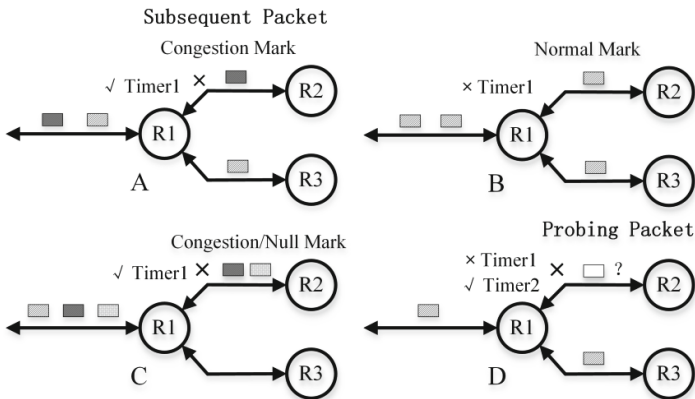 Subsequent Packet
Congestion Mark
√ Timer1 ×
R2
R1
R3
A
Normal Mark
× Timer1
R2
R1
R3
B
Congestion/Null Mark
√ Timer1 ×
R2
R1
R3
C
Probing Packet
× Timer1 ×
√ Timer2
?
R2
R1
R3
D